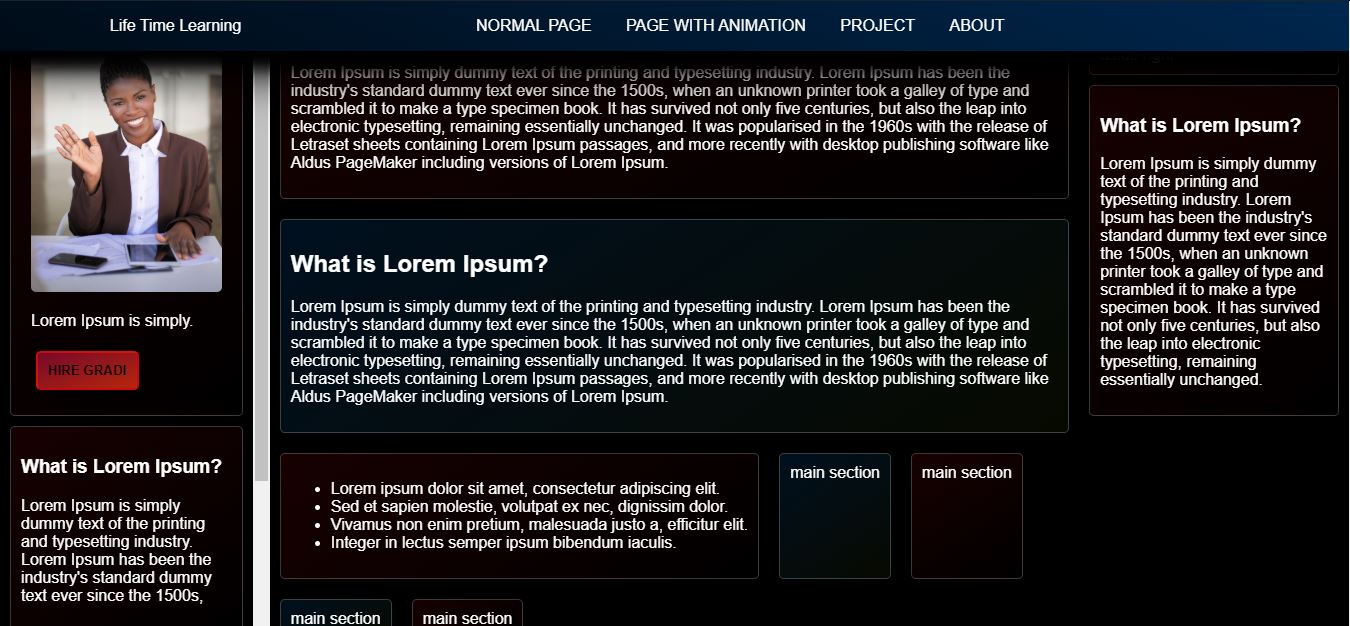 Life Time Learning
NORMAL PAGE
PAGE WITH ANIMATION
PROJECT
ABOUT
Lorem Ipsum is simply.
HIRE GRADI
What is Lorem Ipsum?
Lorem Ipsum is simply
dummy text of the printing
and typesetting industry.
Lorem Ipsum has been the
industry's standard dummy
text ever since the 1500s,
Lorem Ipsum is simply dummy text of the printing and typesetting industry. Lorem Ipsum has been the
industry's standard dummy text ever since the 1500s, when an unknown printer took a galley of type and
scrambled it to make a type specimen book. It has survived not only five centuries, but also the leap into
electronic typesetting, remaining essentially unchanged. It was popularised in the 1960s with the release of
Letraset sheets containing Lorem Ipsum passages, and more recently with desktop publishing software like
Aldus PageMaker including versions of Lorem Ipsum.
What is Lorem Ipsum?
Lorem Ipsum is simply dummy text of the printing and typesetting industry. Lorem Ipsum has been the
industry's standard dummy text ever since the 1500s, when an unknown printer took a galley of type and
scrambled it to make a type specimen book. It has survived not only five centuries, but also the leap into
electronic typesetting, remaining essentially unchanged. It was popularised in the 1960s with the release of
Letraset sheets containing Lorem Ipsum passages, and more recently with desktop publishing software like
Aldus PageMaker including versions of Lorem Ipsum.
• Lorem ipsum dolor sit amet, consectetur adipiscing elit.
• Sed et sapien molestie, volutpat ex nec, dignissim dolor.
• Vivamus non enim pretium, malesuada justo a, efficitur elit.
• Integer in lectus semper ipsum bibendum iaculis.
main section
main section
main section
main section
What is Lorem Ipsum?
Lorem Ipsum is simply dummy
text of the printing and
typesetting industry. Lorem
Ipsum has been the industry's
standard dummy text ever since
the 1500s, when an unknown
printer took a galley of type and
scrambled it to make a type
specimen book. It has survived
not only five centuries, but also
the leap into electronic
typesetting, remaining
essentially unchanged.